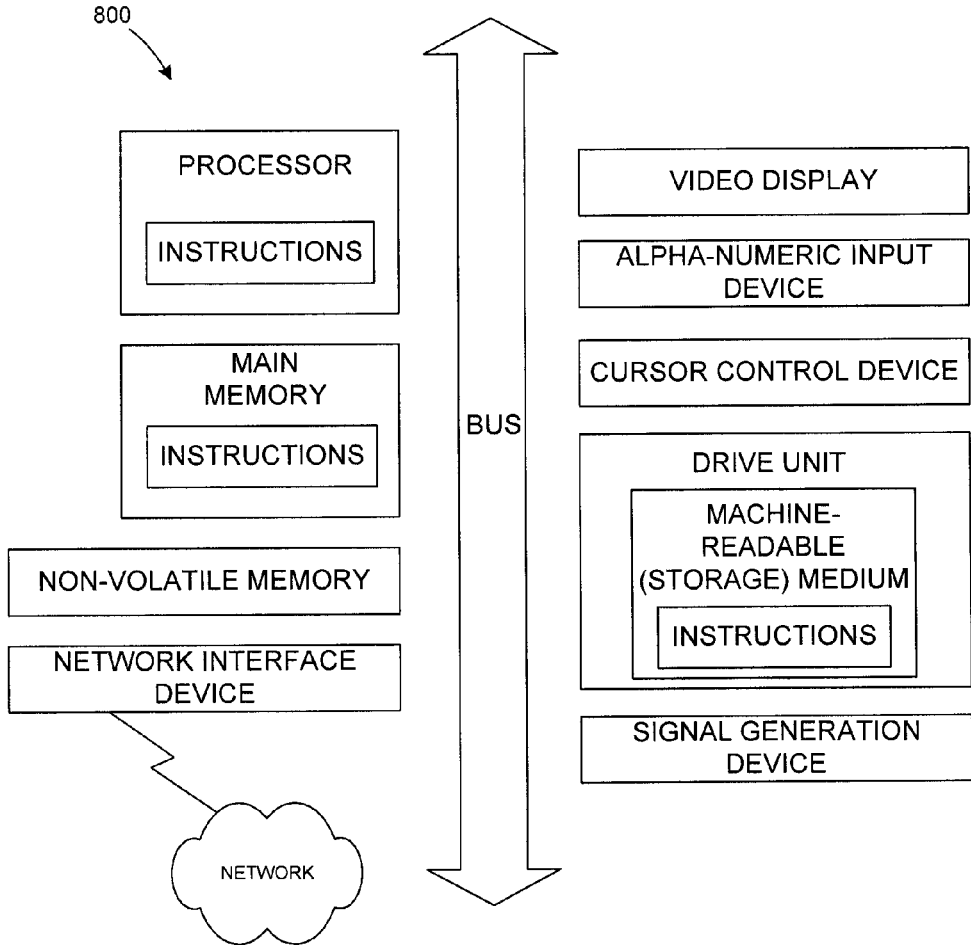 800
PROCESSOR
INSTRUCTIONS
MAIN
MEMORY
INSTRUCTIONS
NON-VOLATILE MEMORY
NETWORK INTERFACE
DEVICE
NETWORK
BUS
VIDEO DISPLAY
ALPHA-NUMERIC INPUT
DEVICE
CURSOR CONTROL DEVICE
DRIVE UNIT
MACHINE-
READABLE
(STORAGE) MEDIUM
INSTRUCTIONS
SIGNAL GENERATION
DEVICE